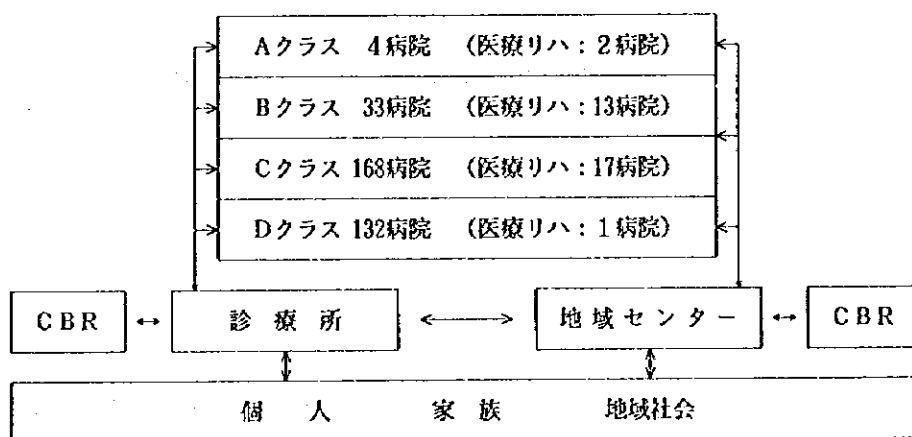 Aクラス 4病院 (医療リハ:2病院)
Bクラス 33病院 (医療リハ:13病院)
Cクラス 168病院 (医療リハ:17病院)
Dクラス 132病院 (医療リハ:1病院)
CBR 診療所 地域センター CBR
個人 家族 地域社会